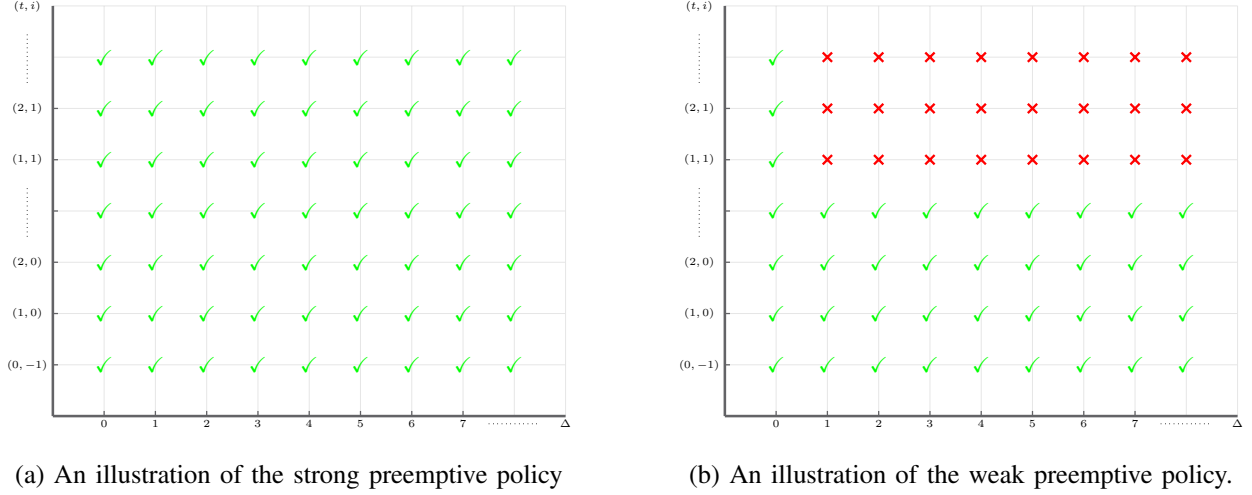 (t, i)
(2, 1)
(1, 1)
(2, 0)
(1, 0)
(0, −1)
0 1 2 3 4 5 6 7 Δ
(a) An illustration of the strong preemptive policy
(t, i)
(2, 1)
(1, 1)
(2, 0)
(1, 0)
(0, −1)
0 1 2 3 4 5 6 7 Δ
(b) An illustration of the weak preemptive policy.